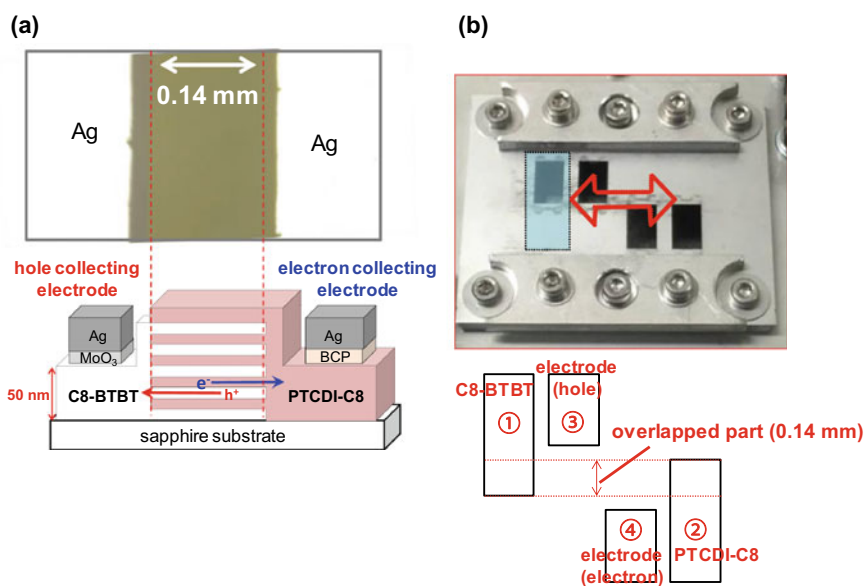 (a)
0.14 mm
Ag
Ag
hole collecting
electrode
electron collecting
electrode
Ag
MoO3
Ag
BCP
50 nm
C8-BTBT
e-
h+
PTCDI-C8
sapphire substrate
(b)
C8-BTBT
①
electrode
(hole)
③
overlapped part (0.14 mm)
④
electrode
(electron)
②
PTCDI-C8